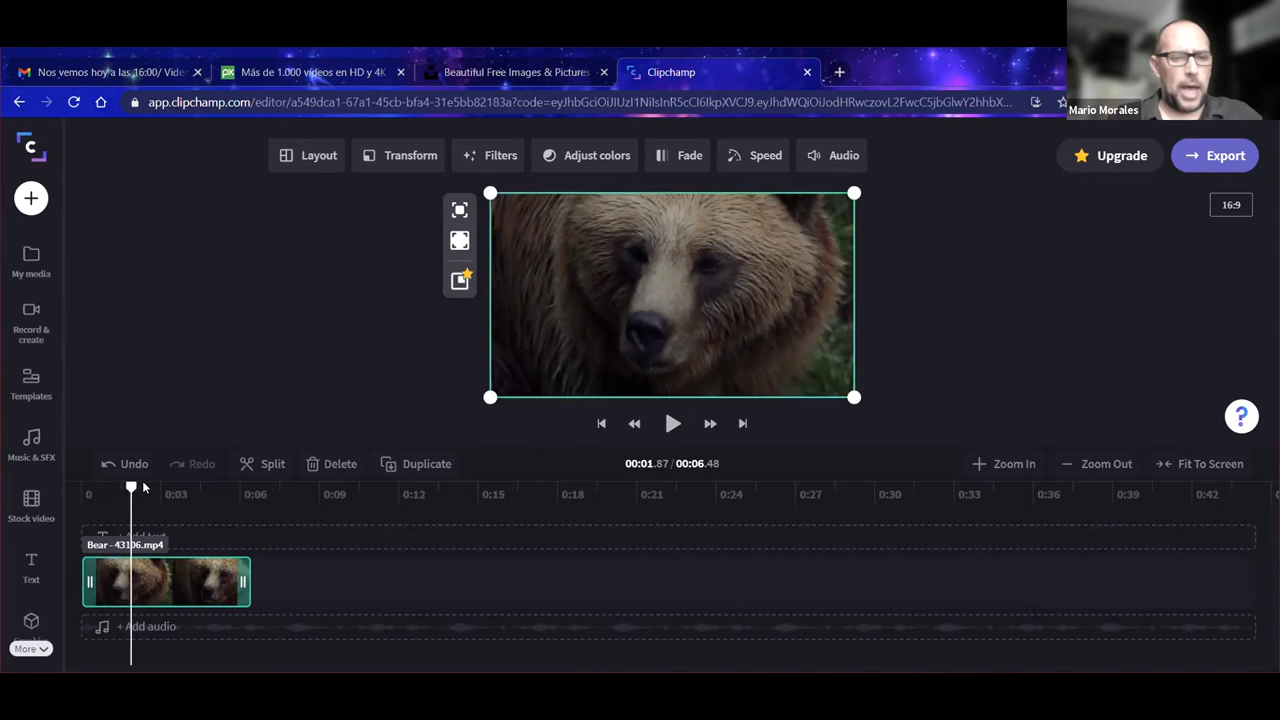 Nos vemos hoy a las 16:00/ Vide
Más de 1.000 vídeos en HD y 4K
Beautiful Free Images & Pictures
Clipchamp
app.clipchamp.com/editor/a549dca1-67a1-45cb-bfa4-31e5bb82183a?code=eyJhbGciOiJIUzI1NiIsInR5cCI6IkpXVCJ9.eyJhdWQiOiJodHRwczovL2FwcC5jbGlwY2hhbX...
Mario Morales
Layout
Transform
Filters
Adjust colors
Fade
Speed
Audio
Upgrade
Export
16:9
My media
Record &
create
Templates
Music & SFX
Stock video
Text
More
Undo
Redo
Split
Delete
Duplicate
00:01.87 / 00:06.48
Zoom In
Zoom Out
Fit To Screen
0 0:03 0:06 0:09 0:12 0:15 0:18 0:21 0:24 0:27 0:30 0:33 0:36 0:39 0:42
+ Add text
Bear - 43106.mp4
+ Add audio
?